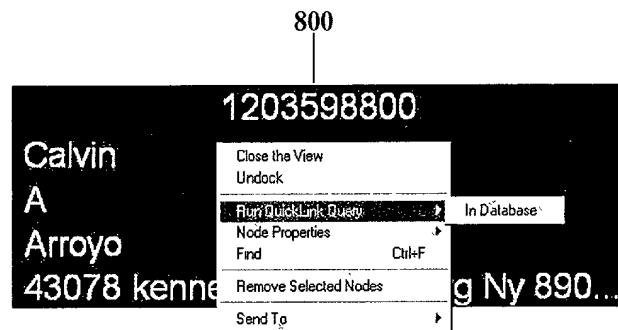 800
1203598800
Calvin
A
Arroyo
43078 kenne
g Ny 890...
Close the View
Undock
Run QuickLink Query
In Database
Node Properties
Find Ctrl+F
Remove Selected Nodes
Send To